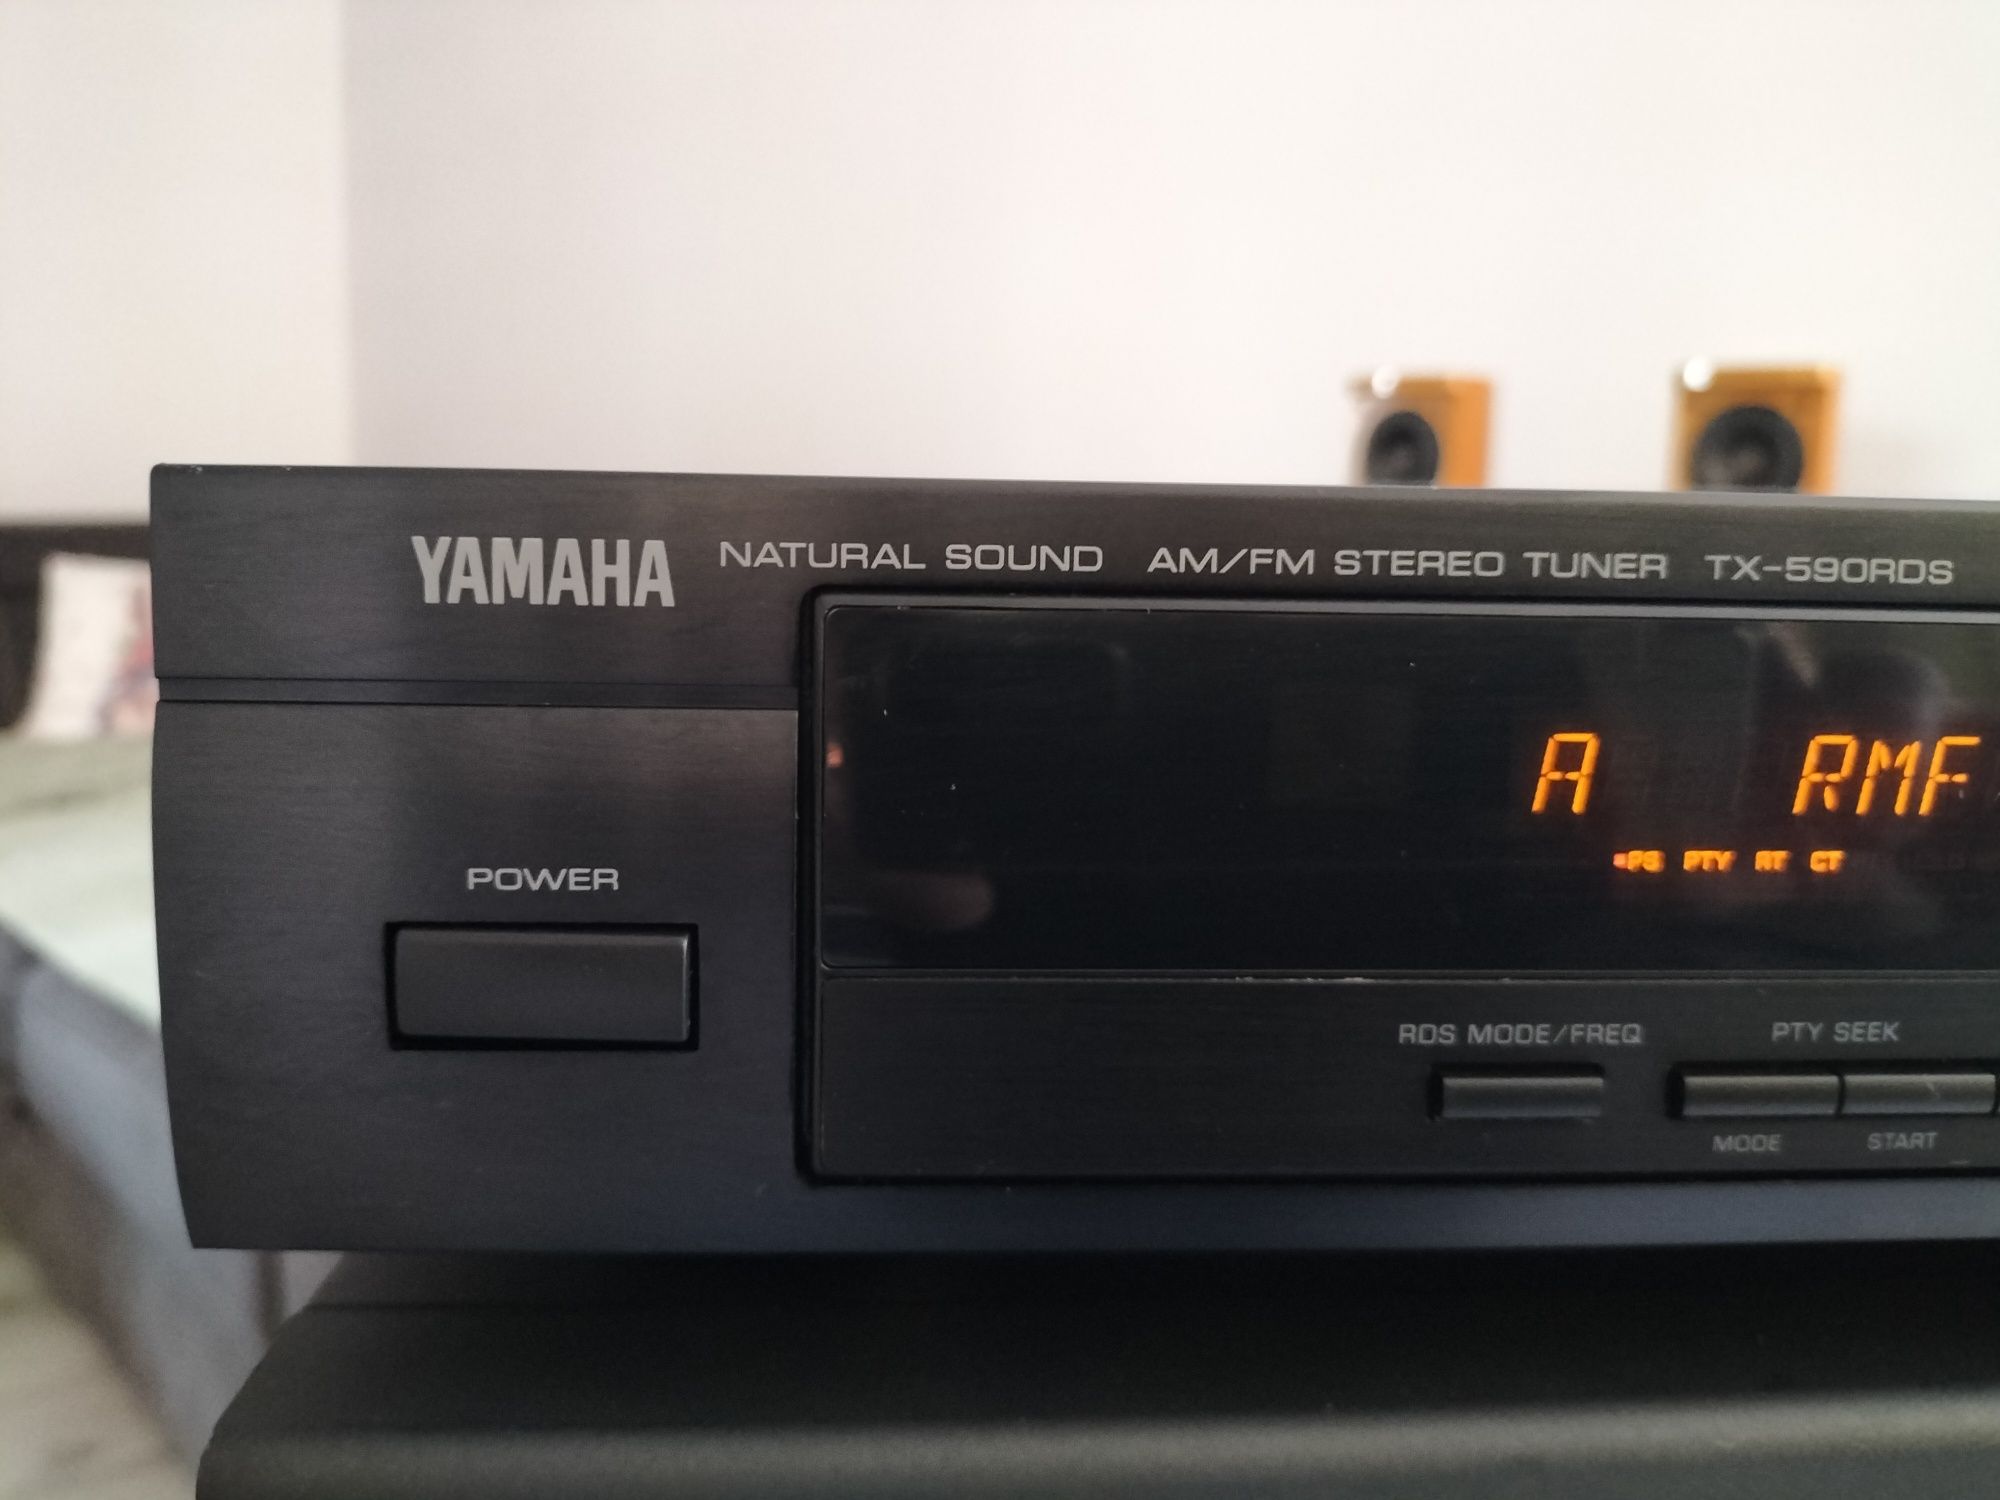 YAMAHA NATURAL SOUND AM/FM STEREO TUNER TX-590RDS
A RMF
PS PTY RT CT
POWER
RDS MODE/FREQ PTY SEEK
MODE START